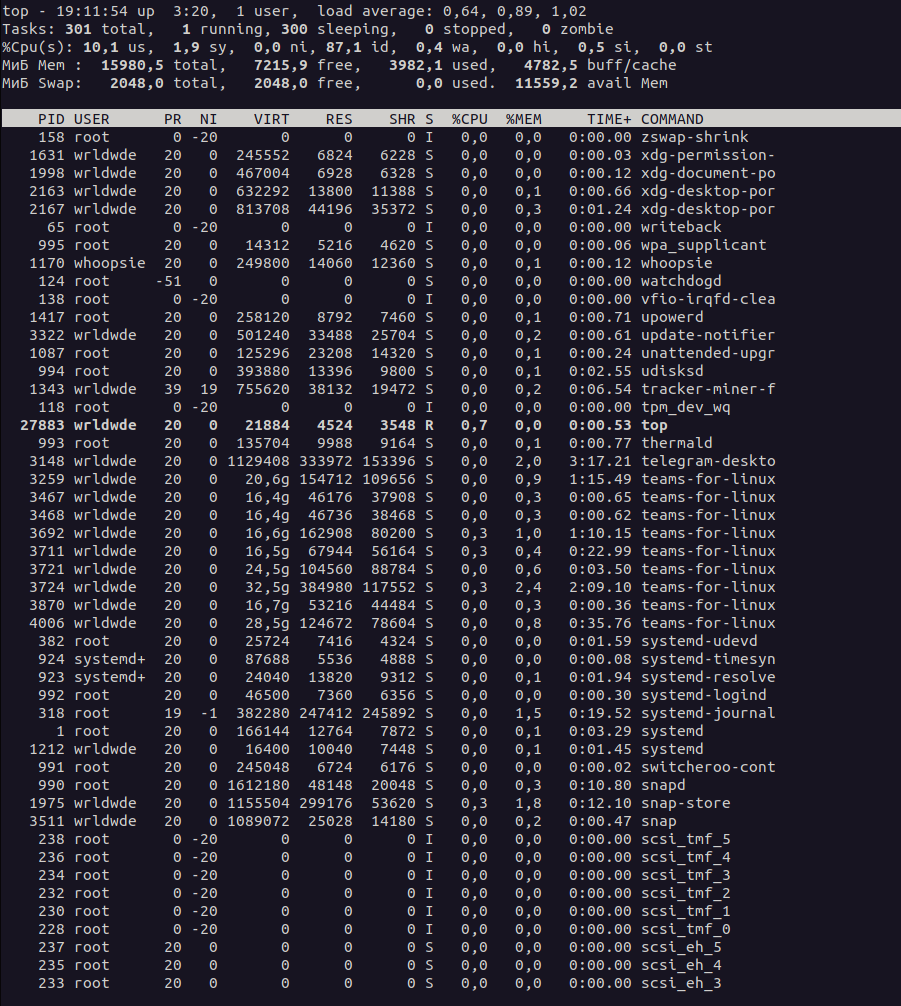 top - 19:11:54 up  3:20,  1 user,  load average: 0,64, 0,89, 1,02
Tasks: 301 total,   1 running, 300 sleeping,   0 stopped,   0 zombie
%Cpu(s): 10,1 us,  1,9 sy,  0,0 ni, 87,1 id,  0,4 wa,  0,0 hi,  0,5 si,  0,0 st
МиБ Mem :  15980,5 total,   7215,9 free,   3982,1 used,   4782,5 buff/cache
МиБ Swap:   2048,0 total,   2048,0 free,      0,0 used.  11559,2 avail Mem
PID USER      PR  NI    VIRT    RES    SHR S  %CPU  %MEM     TIME+ COMMAND
158 root       0 -20       0      0      0 I   0,0   0,0   0:00.00 zswap-shrink
1631 wrldwde   20   0  245552   6824   6228 S   0,0   0,0   0:00.03 xdg-permission-
1998 wrldwde   20   0  467004   6928   6328 S   0,0   0,0   0:00.12 xdg-document-po
2163 wrldwde   20   0  632292  13800  11388 S   0,0   0,1   0:00.66 xdg-desktop-por
2167 wrldwde   20   0  813708  44196  35372 S   0,0   0,3   0:01.24 xdg-desktop-por
65 root       0 -20       0      0      0 I   0,0   0,0   0:00.00 writeback
995 root      20   0   14312   5216   4620 S   0,0   0,0   0:00.06 wpa_supplicant
1170 whoopsie  20   0  249800  14060  12360 S   0,0   0,1   0:00.12 whoopsie
124 root     -51   0       0      0      0 S   0,0   0,0   0:00.00 watchdogd
138 root       0 -20       0      0      0 I   0,0   0,0   0:00.00 vfio-irqfd-clea
1417 root      20   0  258120   8792   7460 S   0,0   0,1   0:00.71 upowerd
3322 wrldwde   20   0  501240  33488  25704 S   0,0   0,2   0:00.61 update-notifier
1087 root      20   0  125296  23208  14320 S   0,0   0,1   0:00.24 unattended-upgr
994 root      20   0  393880  13396   9800 S   0,0   0,1   0:02.55 udisksd
1343 wrldwde   39  19  755620  38132  19472 S   0,0   0,2   0:06.54 tracker-miner-f
118 root       0 -20       0      0      0 I   0,0   0,0   0:00.00 tpm_dev_wq
27883 wrldwde   20   0   21884   4524   3548 R   0,7   0,0   0:00.53 top
993 root      20   0  135704   9988   9164 S   0,0   0,1   0:00.77 thermald
3148 wrldwde   20   0 1129408 333972 153396 S   0,0   2,0   3:17.21 telegram-deskto
3259 wrldwde   20   0   20,6g 154712 109656 S   0,0   0,9   1:15.49 teams-for-linux
3467 wrldwde   20   0   16,4g  46176  37908 S   0,0   0,3   0:00.65 teams-for-linux
3468 wrldwde   20   0   16,4g  46736  38468 S   0,0   0,3   0:00.62 teams-for-linux
3692 wrldwde   20   0   16,6g 162908  80200 S   0,3   1,0   1:10.15 teams-for-linux
3711 wrldwde   20   0   16,5g  67944  56164 S   0,3   0,4   0:22.99 teams-for-linux
3721 wrldwde   20   0   24,5g 104560  88784 S   0,0   0,6   0:03.50 teams-for-linux
3724 wrldwde   20   0   32,5g 384980 117552 S   0,3   2,4   2:09.10 teams-for-linux
3870 wrldwde   20   0   16,7g  53216  44484 S   0,0   0,3   0:00.36 teams-for-linux
4006 wrldwde   20   0   28,5g 124672  78604 S   0,0   0,8   0:35.76 teams-for-linux
382 root      20   0   25724   7416   4324 S   0,0   0,0   0:01.59 systemd-udevd
924 systemd+  20   0   87688   5536   4888 S   0,0   0,0   0:00.08 systemd-timesyn
923 systemd+  20   0   24040  13820   9312 S   0,0   0,1   0:01.94 systemd-resolve
992 root      20   0   46500   7360   6356 S   0,0   0,0   0:00.30 systemd-logind
318 root      19  -1  382280 247412 245892 S   0,0   1,5   0:19.52 systemd-journal
1 root      20   0  166144  12764   7872 S   0,0   0,1   0:03.29 systemd
1212 wrldwde   20   0   16400  10040   7448 S   0,0   0,1   0:01.45 systemd
991 root      20   0  245048   6724   6176 S   0,0   0,0   0:00.02 switcheroo-cont
990 root      20   0 1612180  48148  20048 S   0,0   0,3   0:10.80 snapd
1975 wrldwde   20   0 1155504 299176  53620 S   0,3   1,8   0:12.10 snap-store
3511 wrldwde   20   0 1089072  25028  14180 S   0,0   0,2   0:00.47 snap
238 root       0 -20       0      0      0 I   0,0   0,0   0:00.00 scsi_tmf_5
236 root       0 -20       0      0      0 I   0,0   0,0   0:00.00 scsi_tmf_4
234 root       0 -20       0      0      0 I   0,0   0,0   0:00.00 scsi_tmf_3
232 root       0 -20       0      0      0 I   0,0   0,0   0:00.00 scsi_tmf_2
230 root       0 -20       0      0      0 I   0,0   0,0   0:00.00 scsi_tmf_1
228 root       0 -20       0      0      0 I   0,0   0,0   0:00.00 scsi_tmf_0
237 root      20   0       0      0      0 S   0,0   0,0   0:00.00 scsi_eh_5
235 root      20   0       0      0      0 S   0,0   0,0   0:00.00 scsi_eh_4
233 root      20   0       0      0      0 S   0,0   0,0   0:00.00 scsi_eh_3